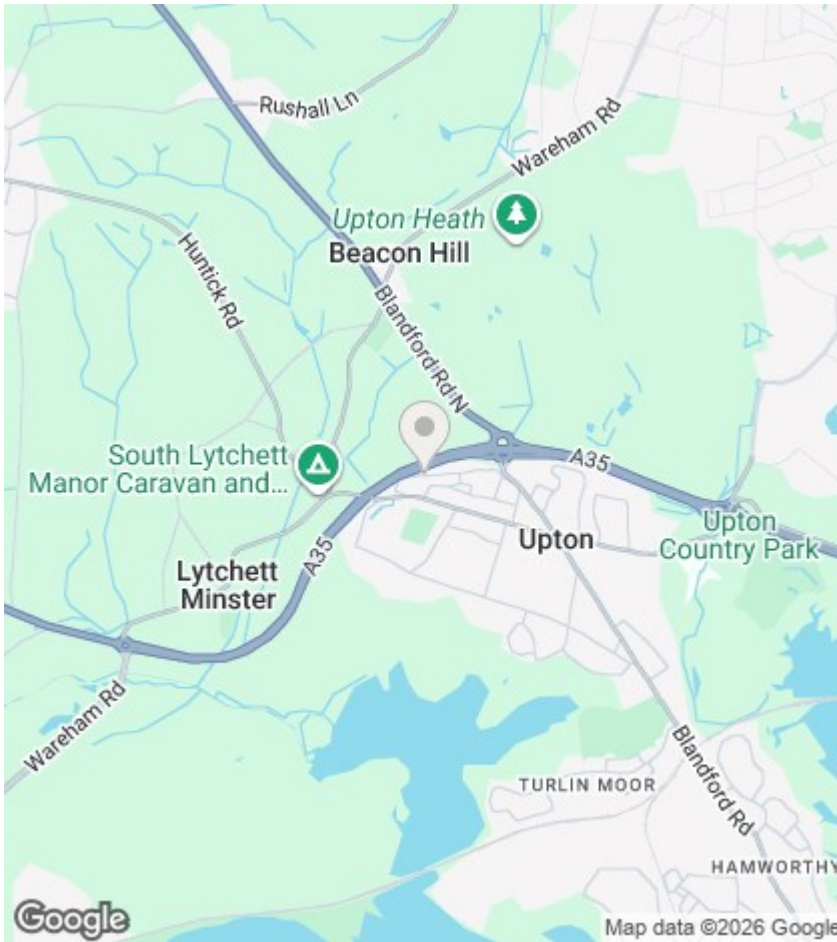 Rushall Ln
Wareham Rd
Upton Heath
Beacon Hill
Huntick Rd
Blandford Rd N
South Lytchett
Manor Caravan and...
A35
Upton
Upton
Country Park
Lytchett
Minster
A35
Wareham Rd
Blandford Rd
TURLIN MOOR
HAMWORTHY
Google
Map data ©2026 Google